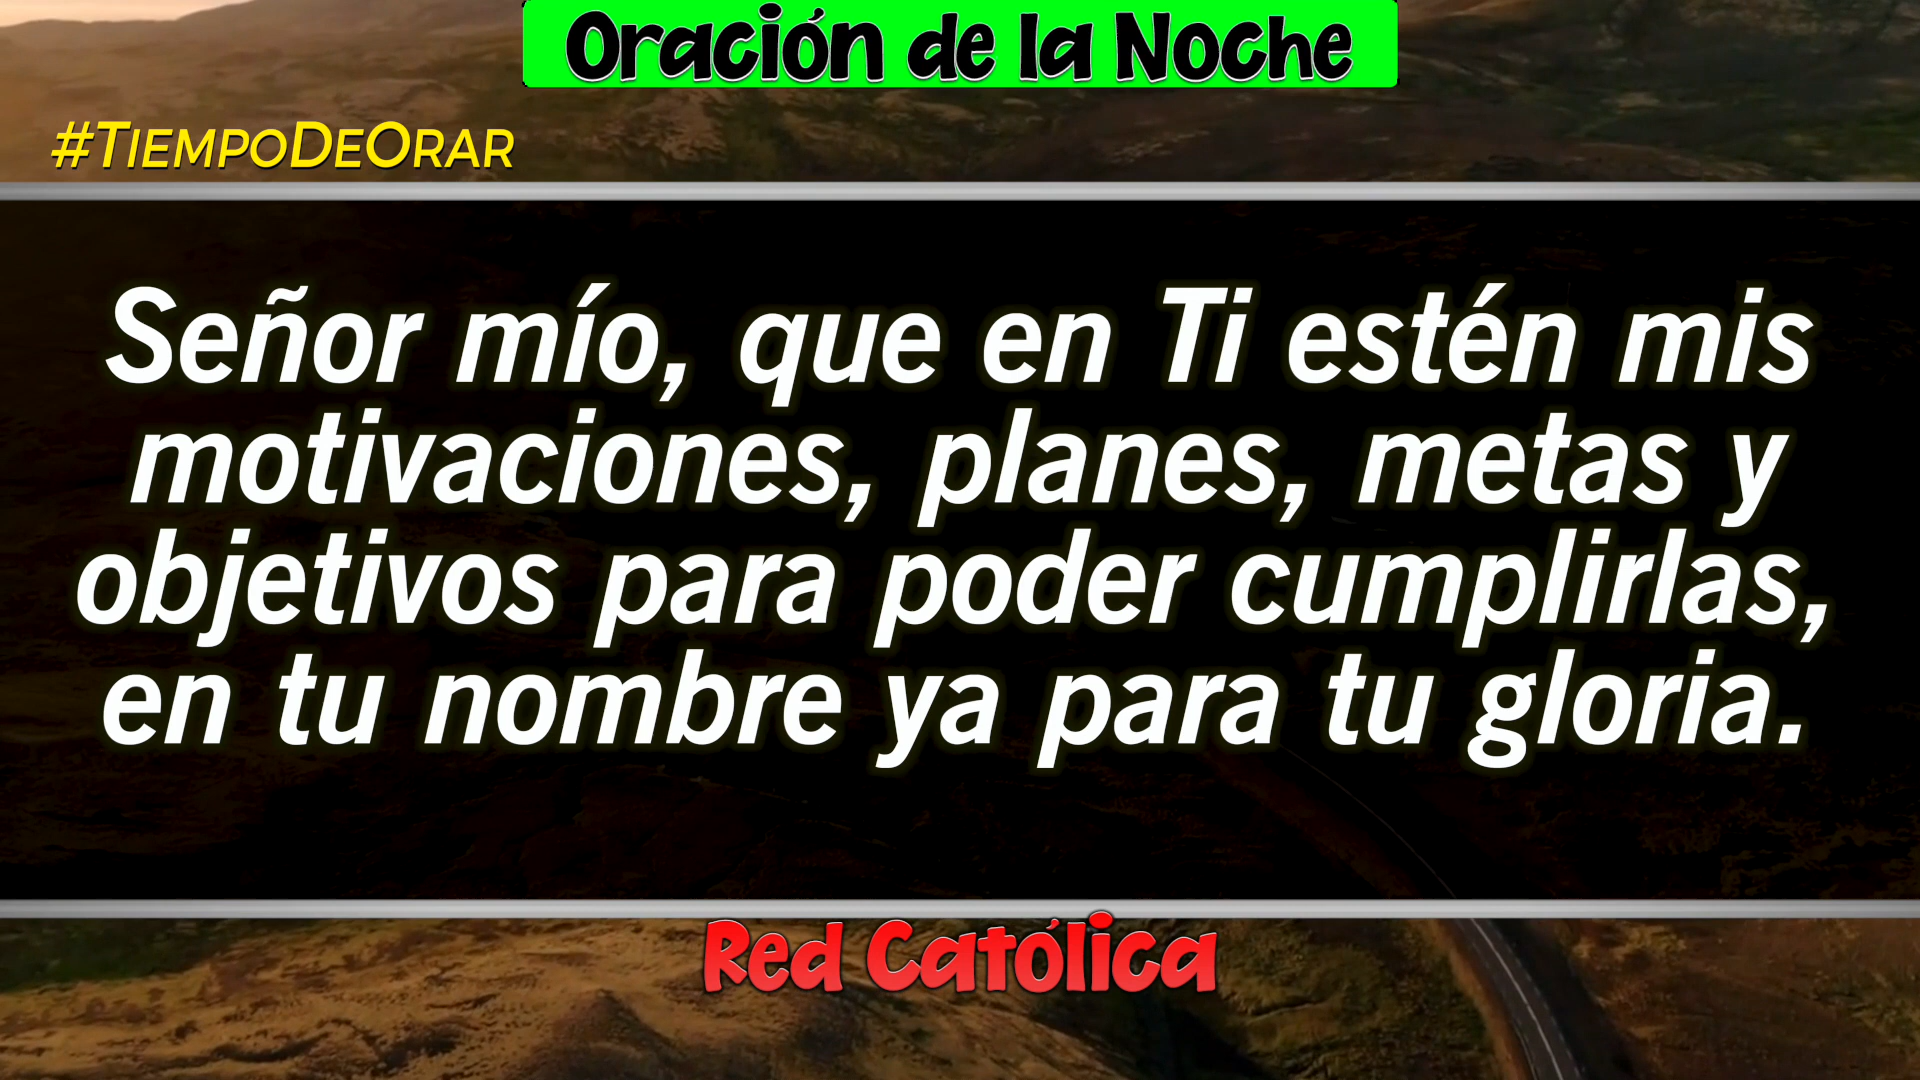 Oración de la Noche
#TiempoDeOrar
Señor mío, que en Ti estén mis
motivaciones, planes, metas y
objetivos para poder cumplirlas,
en tu nombre ya para tu gloria.
Red Católica